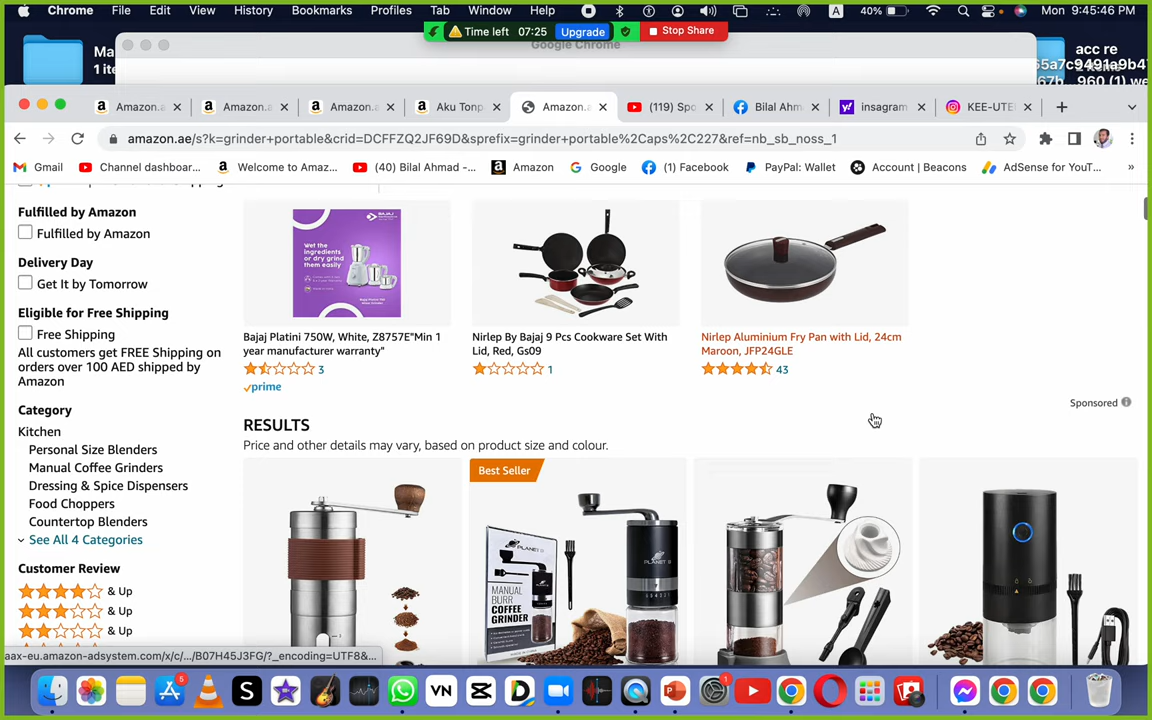 Chrome File Edit View History Bookmarks Profiles Tab Window Help A 40% Mon 9:45:46 PM
Time left 07:25 Upgrade Stop Share
Google Chrome
Ma
1 ite
acc re
65a7c9491a9b4
67b
960 (1) we
Amazon.a Amazon. Amazon.a Aku Tonp Amazon.a (119) Spo Bilal Ahm insagram KEE-UTE
amazon.ae/s?k=grinder+portable&crid=DCFFZQ2JF69D&sprefix=grinder+portable%2Caps%2C227&ref=nb_sb_noss_1
Gmail Channel dashboar... Welcome to Amaz... (40) Bilal Ahmad -... Amazon Google (1) Facebook PayPal: Wallet Account | Beacons AdSense for YouT... »
Fulfilled by Amazon
Fulfilled by Amazon
Delivery Day
Get It by Tomorrow
Eligible for Free Shipping
Free Shipping
All customers get FREE Shipping on
orders over 100 AED shipped by
Amazon
Category
Kitchen
Personal Size Blenders
Manual Coffee Grinders
Dressing & Spice Dispensers
Food Choppers
Countertop Blenders
See All 4 Categories
Customer Review
& Up
& Up
& Up
BAJAJ
Wet the
ingredients
or dry grind
them easily
Bajaj Platini 750W, White, Z8757E"Min 1
year manufacturer warranty"
3
prime
Nirlep By Bajaj 9 Pcs Cookware Set With
Lid, Red, Gs09
1
Nirlep Aluminium Fry Pan with Lid, 24cm
Maroon, JFP24GLE
43
Sponsored
RESULTS
Price and other details may vary, based on product size and colour.
Best Seller
PLANET B
MANUAL
BURR
COFFEE
GRINDER
PLANET B
aax-eu.amazon-adsystem.com/x/c/.../B07H45J3FG/?_encoding=UTF8&...
5
S
VN
1